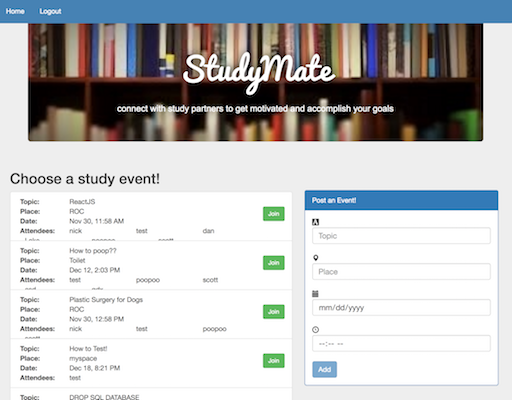 Home Logout
StudyMate
connect with study partners to get motivated and accomplish your goals
Choose a study event!
Topic: ReactJS
Place: ROC
Date: Nov 30, 11:58 AM
Attendees: nick test dan
Join
Topic: How to poop??
Place: Toilet
Date: Dec 12, 2:03 PM
Attendees: test poopoo scott
Join
Topic: Plastic Surgery for Dogs
Place: ROC
Date: Nov 30, 12:58 PM
Attendees: nick test poopoo
Join
Topic: How to Test!
Place: myspace
Date: Dec 18, 8:21 PM
Attendees: test
Join
Topic: DROP SQL DATABASE
Post an Event!
Topic
Place
mm/dd/yyyy
--:-- --
Add